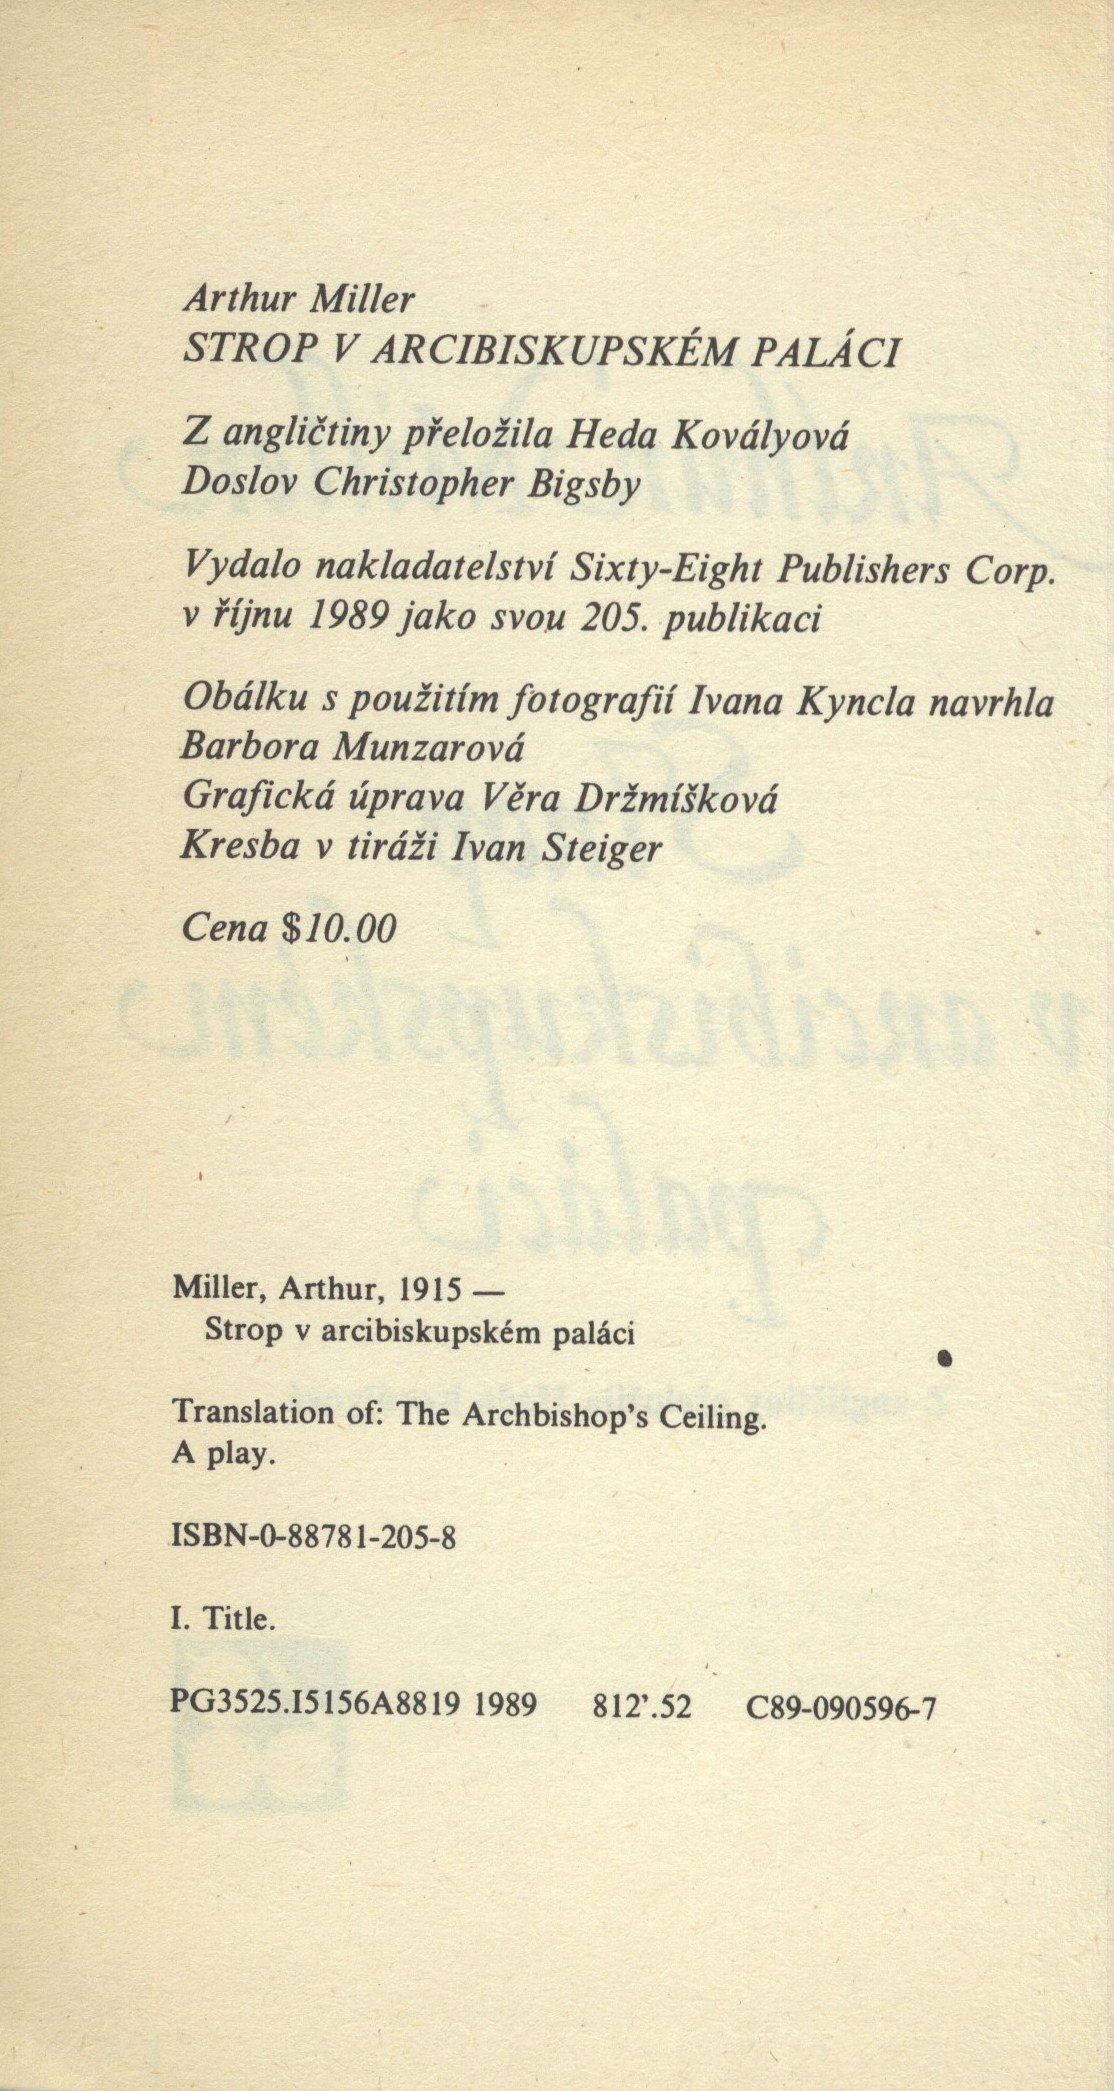 Arthur Miller
STROP V ARCIBISKUPSKÉM PALÁCI
Z angličtiny přeložila Heda Kovályová
Doslov Christopher Bigsby
Vydalo nakladatelství Sixty-Eight Publishers Corp.
v říjnu 1989 jako svou 205. publikaci
Obálku s použitím fotografií Ivana Kyncla navrhla
Barbora Munzarová
Grafická úprava Věra Držmíšková
Kresba v tiráži Ivan Steiger
Cena $10.00
Miller, Arthur, 1915 —
Strop v arcibiskupském paláci
Translation of: The Archbishop's Ceiling.
A play.
ISBN-0-88781-205-8
I. Title.
PG3525.I5156A8819 1989 812'.52 C89-090596-7